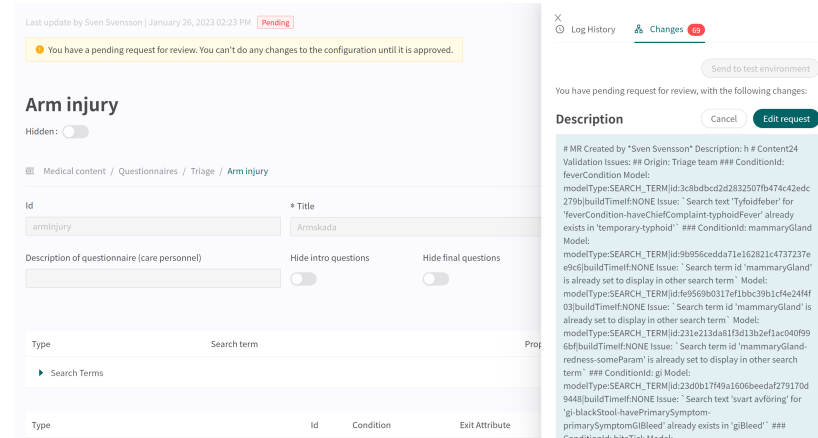 Last update by Sven Svensson | January 26, 2023 02:23 PM Pending
You have a pending request for review. You can't do any changes to the configuration until it is approved.
Arm injury
Hidden :
Medical content / Questionnaires / Triage / Arm injury
Id
* Title
armInjury
Armskada
Description of questionnaire (care personnel)
Hide intro questions
Hide final questions
Type Search term Prop
Search Terms
Type Id Condition Exit Attribute
Log History Changes 69
Send to test environment
You have pending request for review, with the following changes:
Description Cancel Edit request
# MR Created by *Sven Svensson* Description: h # Content24
Validation Issues: ## Origin: Triage team ### ConditionId:
feverCondition Model:
modelType:SEARCH_TERM|id:3c8bdbcd2d2832507fb474c42edc
279b|buildTimeIf:NONE Issue: `Search text 'Tyfoidfeber' for
'feverCondition-haveChiefComplaint-typhoidFever' already
exists in 'temporary-typhoid'` ### ConditionId: mammaryGland
Model:
modelType:SEARCH_TERM|id:9b956cedda71e162821c4737237e
e9c6|buildTimeIf:NONE Issue: `Search term id 'mammaryGland'
is already set to display in other search term` Model:
modelType:SEARCH_TERM|id:fe9569b0317ef1bbc39b1cf4e24f4f
03|buildTimeIf:NONE Issue: `Search term id 'mammaryGland' is
already set to display in other search term` Model:
modelType:SEARCH_TERM|id:231e213da81f3d13b2ef1ac040f99
6bf|buildTimeIf:NONE Issue: `Search term id 'mammaryGland-
redness-someParam' is already set to display in other search
term` ### ConditionId: gi Model:
modelType:SEARCH_TERM|id:23d0b17f49a1606beedaf279170d
9448|buildTimeIf:NONE Issue: `Search text 'svart avföring' for
'gi-blackStool-havePrimarySymptom-
primarySymptomGIBleed' already exists in 'giBleed'` ###
ConditionId: biteTick Model: